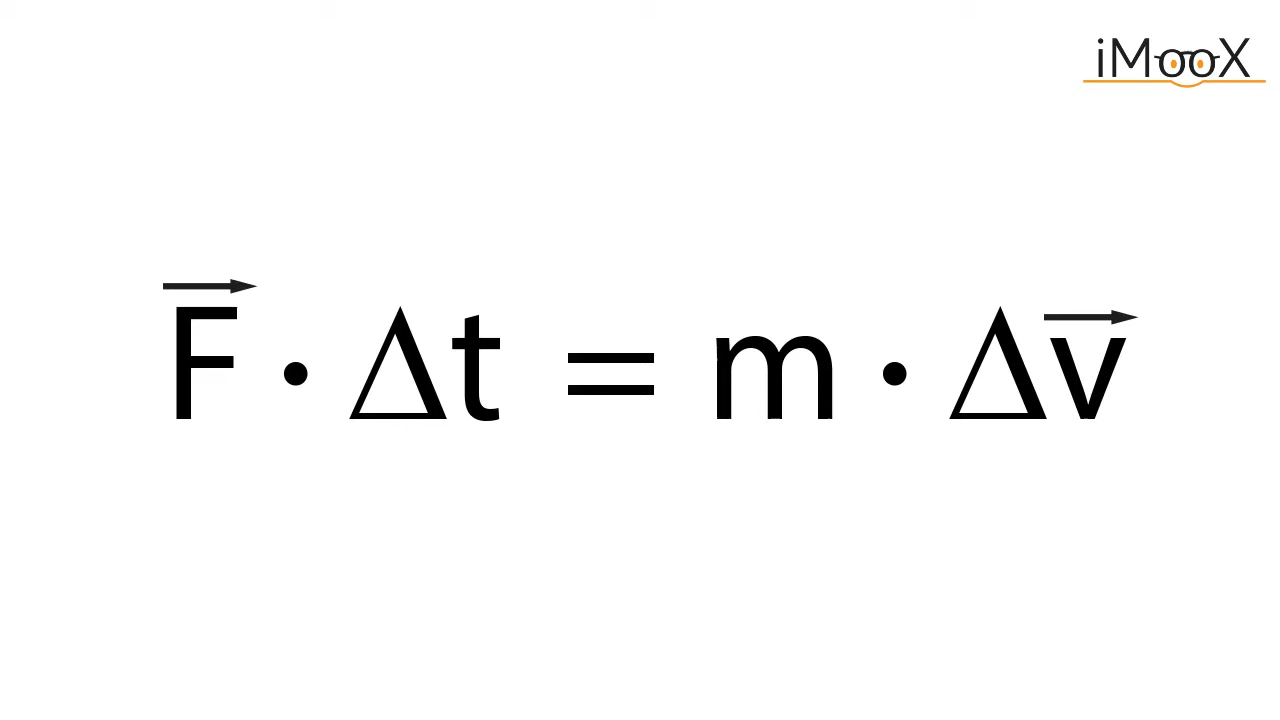 iMooX
F⃗ · Δt = m · Δv⃗